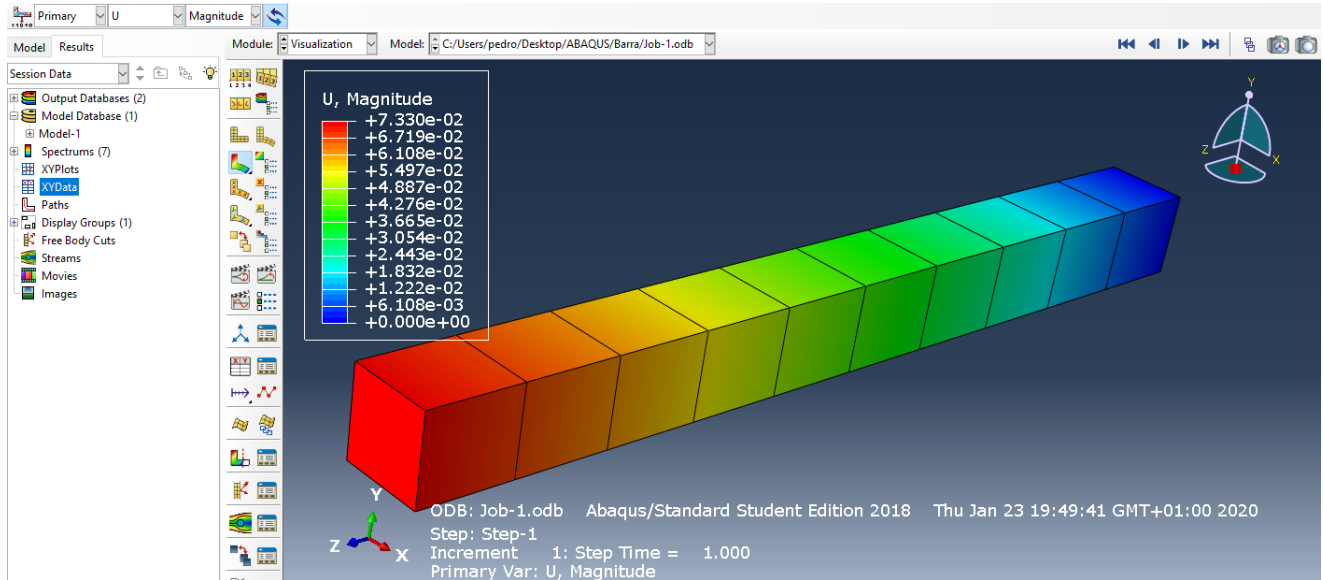 Primary U Magnitude
Model Results Module: Visualization Model: C:/Users/pedro/Desktop/ABAQUS/Barra/Job-1.odb
Session Data
Output Databases (2)
Model Database (1)
Model-1
Spectrums (7)
XYPlots
XYData
Paths
Display Groups (1)
Free Body Cuts
Streams
Movies
Images
U, Magnitude
+7.330e-02
+6.719e-02
+6.108e-02
+5.497e-02
+4.887e-02
+4.276e-02
+3.665e-02
+3.054e-02
+2.443e-02
+1.832e-02
+1.222e-02
+6.108e-03
+0.000e+00
Y
Z
X
Y
Z
X
ODB: Job-1.odb Abaqus/Standard Student Edition 2018 Thu Jan 23 19:49:41 GMT+01:00 2020
Step: Step-1
Increment 1: Step Time = 1.000
Primary Var: U, Magnitude